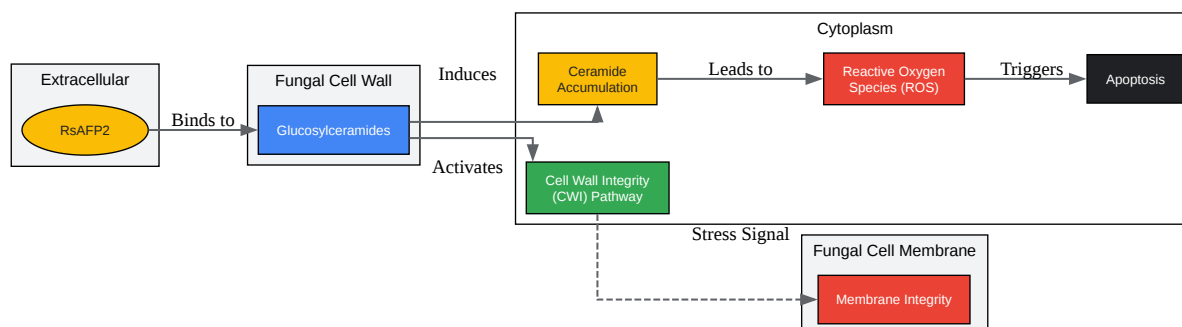 Extracellular
RsAFP2
Binds to
Fungal Cell Wall
Glucosylceramides
Induces
Activates
Cytoplasm
Ceramide
Accumulation
Leads to
Reactive Oxygen
Species (ROS)
Triggers
Apoptosis
Cell Wall Integrity
(CWI) Pathway
Stress Signal
Fungal Cell Membrane
Membrane Integrity